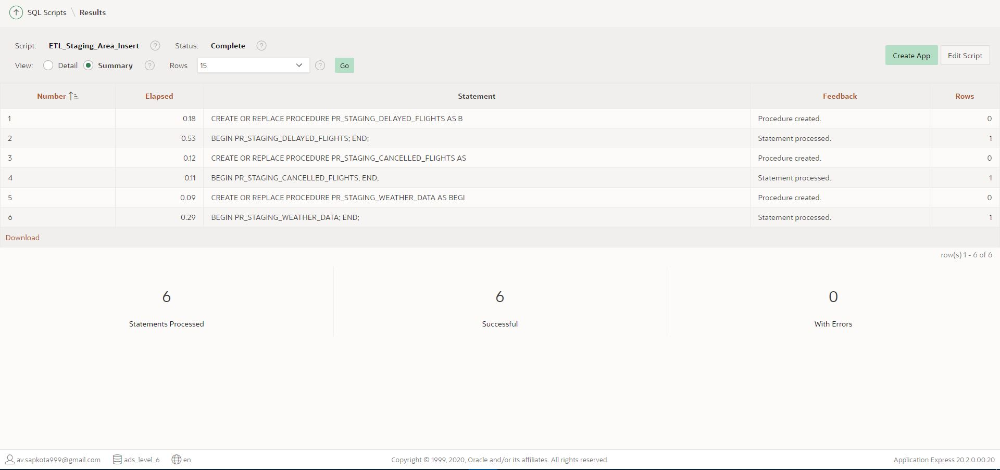 SQL Scripts \ Results
Script: ETL_Staging_Area_Insert ? Status: Complete ?
View: Detail Summary ? Rows 15 ? Go
Create App Edit Script
Number Elapsed Statement Feedback Rows
1 0.18 CREATE OR REPLACE PROCEDURE PR_STAGING_DELAYED_FLIGHTS AS B Procedure created. 0
2 0.53 BEGIN PR_STAGING_DELAYED_FLIGHTS; END; Statement processed. 1
3 0.12 CREATE OR REPLACE PROCEDURE PR_STAGING_CANCELLED_FLIGHTS AS Procedure created. 0
4 0.11 BEGIN PR_STAGING_CANCELLED_FLIGHTS; END; Statement processed. 1
5 0.09 CREATE OR REPLACE PROCEDURE PR_STAGING_WEATHER_DATA AS BEGI Procedure created. 0
6 0.29 BEGIN PR_STAGING_WEATHER_DATA; END; Statement processed. 1
Download
row(s) 1 - 6 of 6
6 6 0
Statements Processed Successful With Errors
av.sapkota999@gmail.com ads_level_6 en Copyright © 1999, 2020, Oracle and/or its affiliates. All rights reserved. Application Express 20.2.0.00.20